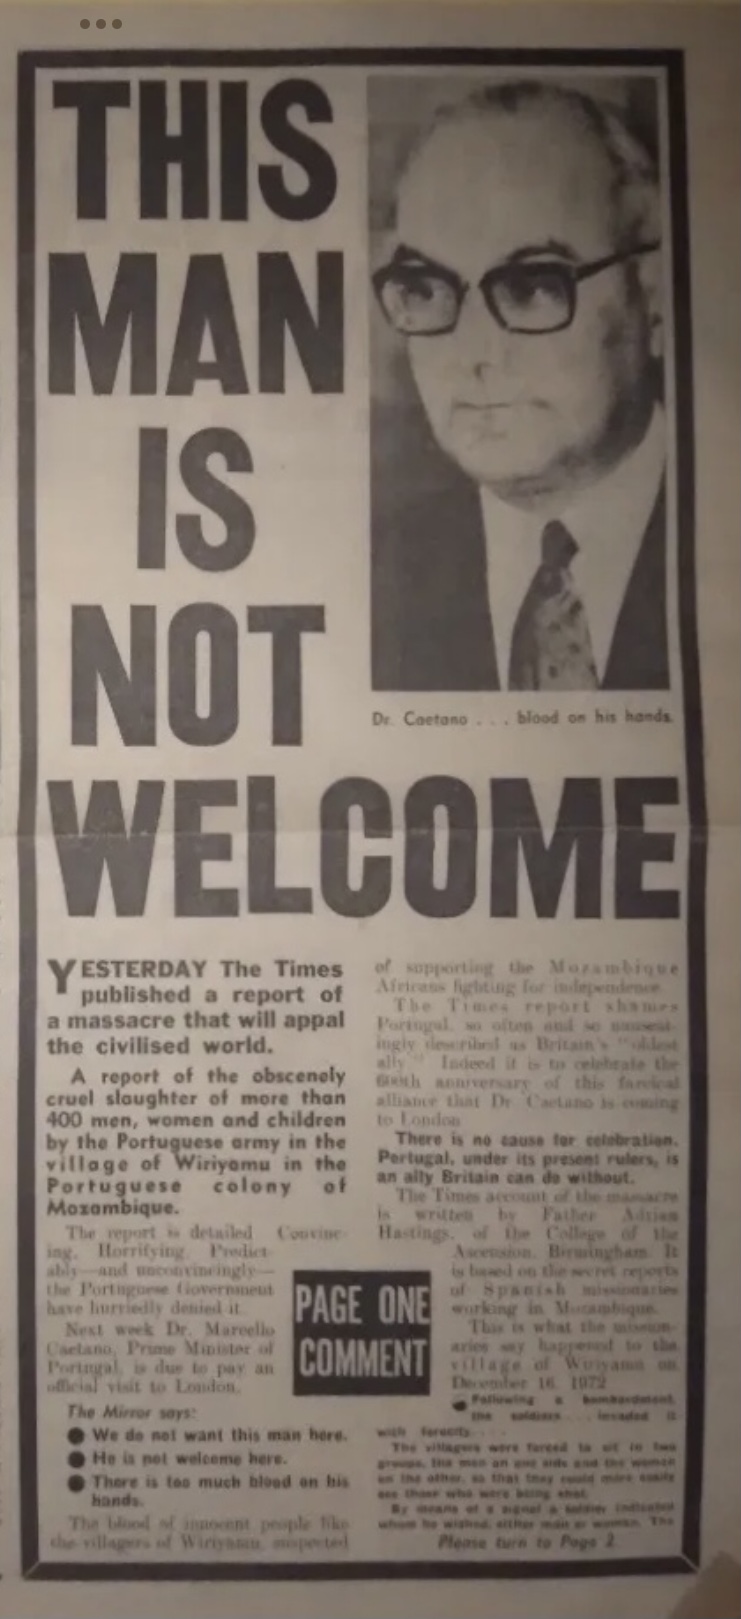 THIS
MAN
IS
NOT
WELCOME
Dr. Caetano . . . blood on his hands.
YESTERDAY The Times
published a report of
a massacre that will appal
the civilised world.
A report of the obscenely
cruel slaughter of more than
400 men, women and children
by the Portuguese army in the
village of Wiriyamu in the
Portuguese colony of
Mozambique.
The report is detailed Convinc-
ing. Horrifying. Predict-
ably—and unconvincingly—
the Portuguese Government
have hurriedly denied it.
Next week Dr. Marcello
Caetano, Prime Minister of
Portugal, is due to pay an
official visit to London.
The Mirror says:
● We do not want this man here.
● He is not welcome here.
● There is too much blood on his
hands.
The blood of innocent people like
the villagers of Wiriyamu, suspected
of supporting the Mozambique
Africans fighting for independence.
The Times report shames
Portugal, so often and so nauseat-
ingly described as Britain's "oldest
ally." Indeed it is to celebrate the
600th anniversary of this farcical
alliance that Dr. Caetano is coming
to London
There is no cause for celebration.
Portugal, under its present rulers, is
an ally Britain can do without.
The Times account of the massacre
is written by Father Adrian
Hastings, of the College of the
Ascension, Birmingham. It
is based on the secret reports
of Spanish missionaries
working in Mozambique.
This is what the mission-
aries say happened to the
village of Wiriyamu on
December 16, 1972
● Following a bombardment,
the soldiers . . . invaded it
with ferocity. . . .
The villagers were forced to sit in two
groups, the men on one side and the women
on the other, so that they could more easily
see those who were being shot.
By means of a signal a soldier indicated
whom he wished, either man or woman. The
Please turn to Page 2
PAGE ONE
COMMENT